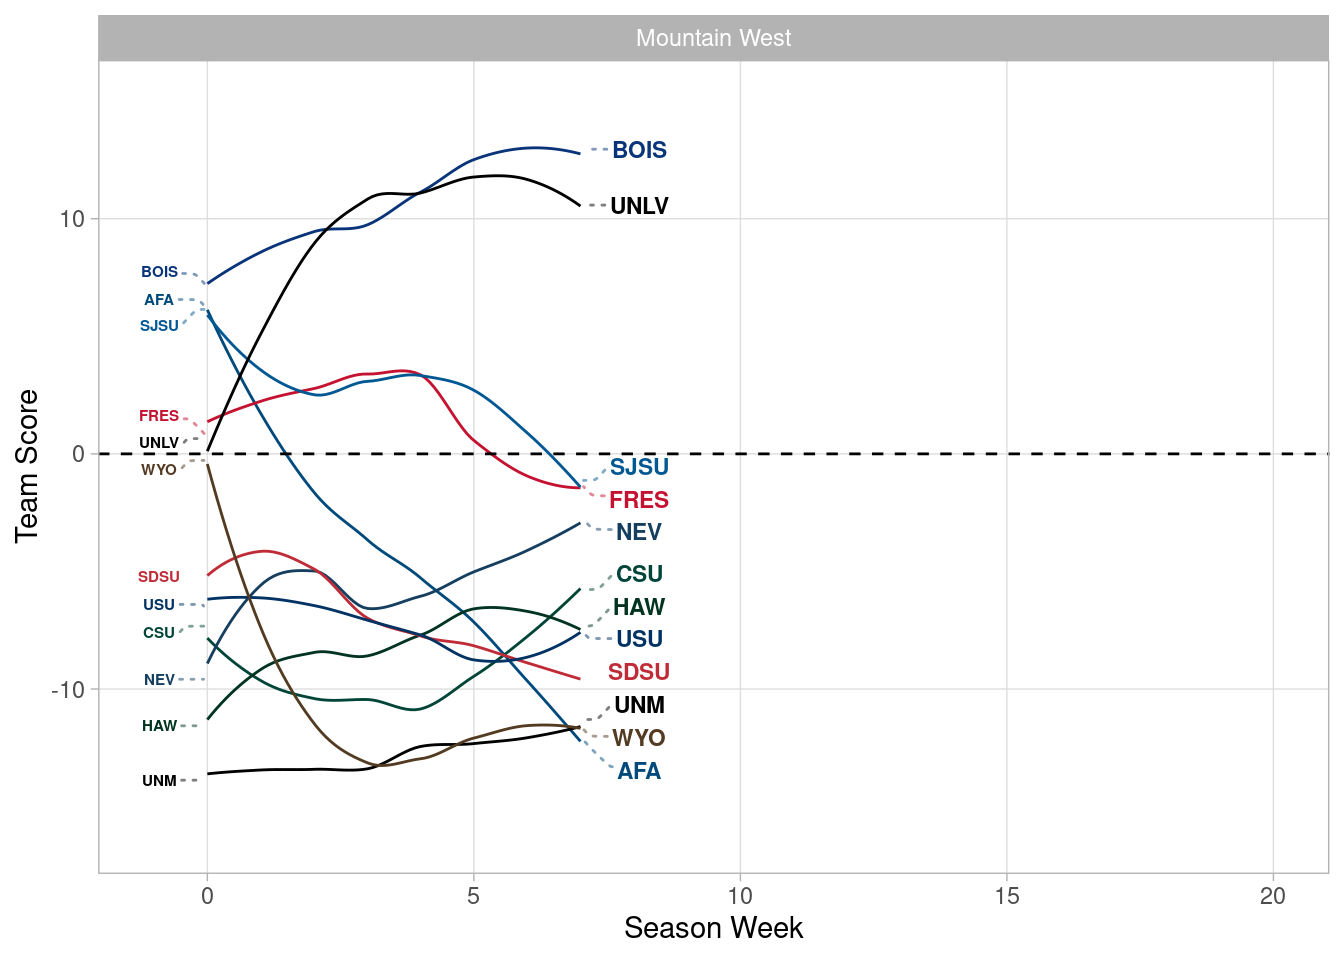 Mountain West
Team Score
10
0
-10
BOIS
AFA
SJSU
FRES
UNLV
WYO
SDSU
USU
CSU
NEV
HAW
UNM
BOIS
UNLV
SJSU
FRES
NEV
CSU
HAW
USU
SDSU
UNM
WYO
AFA
0 5 10 15 20
Season Week